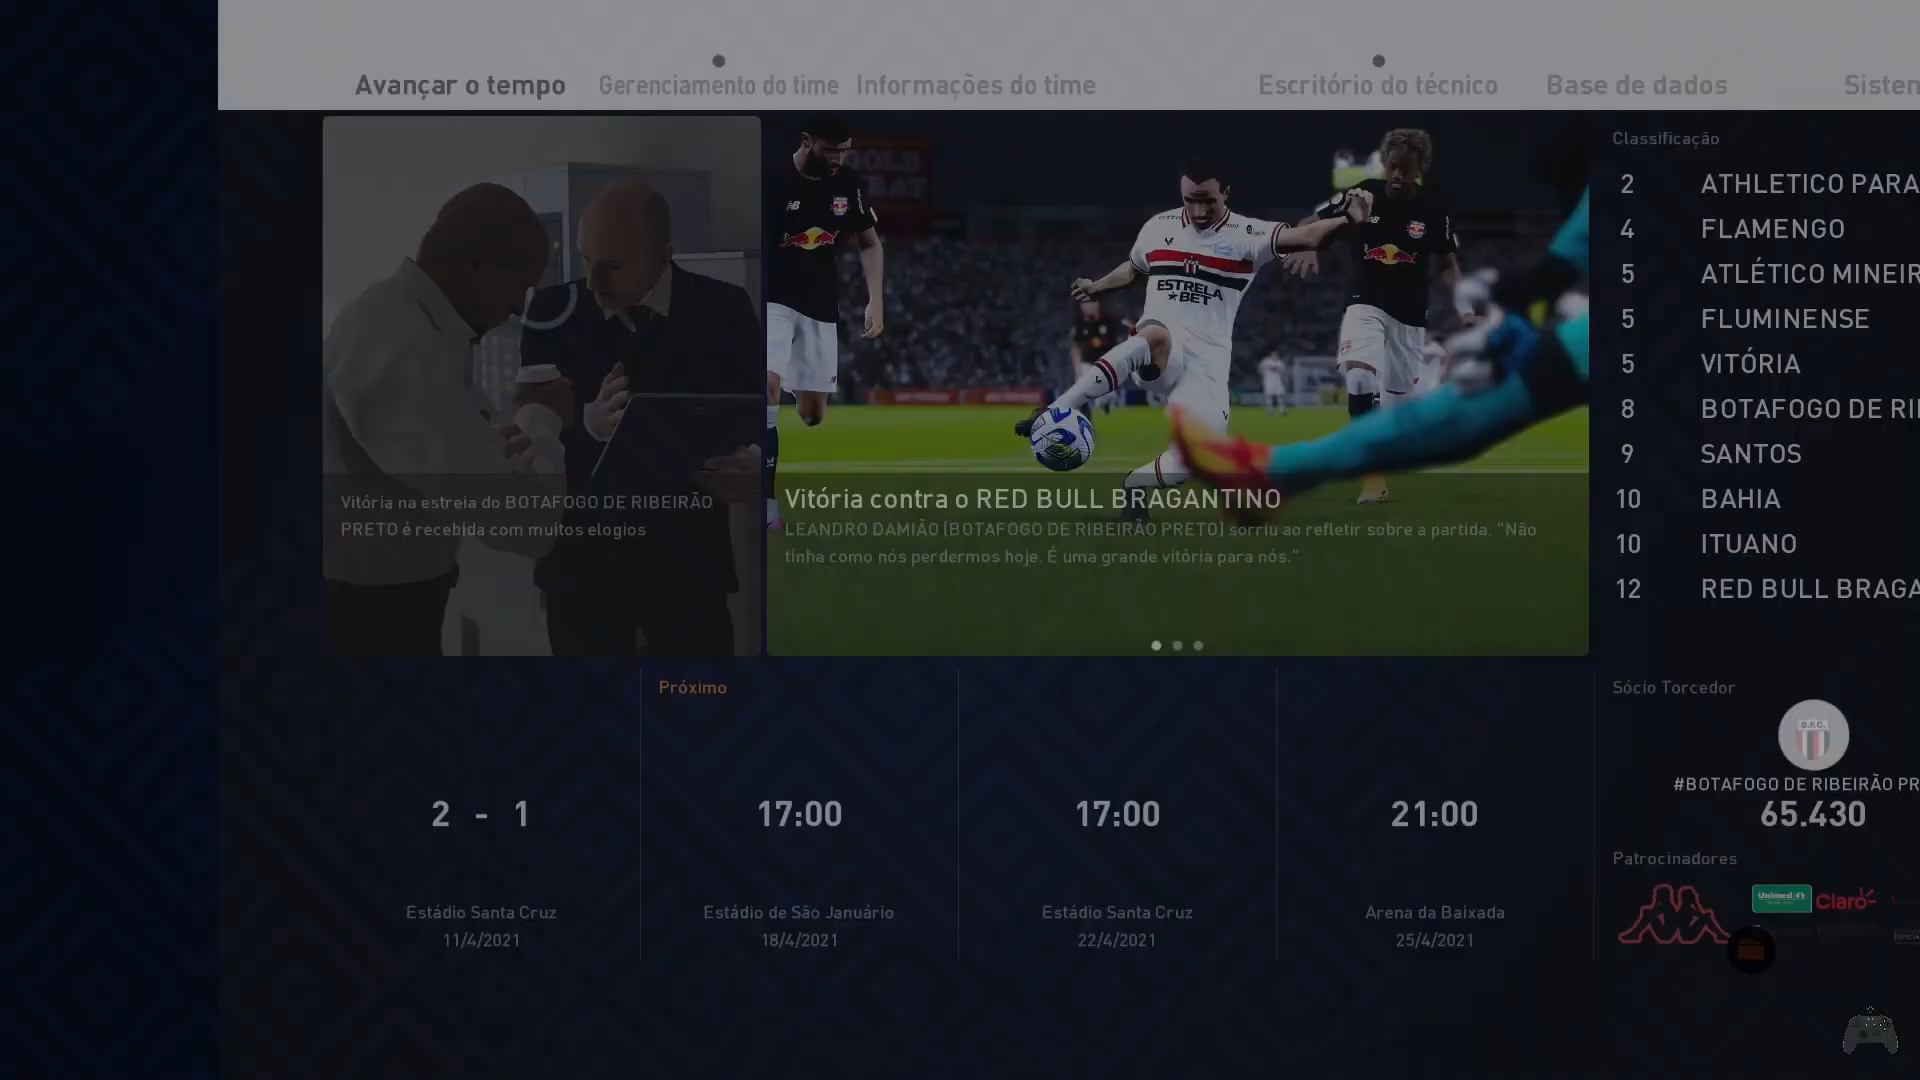 Avançar o tempo
Gerenciamento do time
Informações do time
Escritório do técnico
Base de dados
Sistem
Vitória na estreia do BOTAFOGO DE RIBEIRÃO
PRETO é recebida com muitos elogios
ESTRELA
BET
Vitória contra o RED BULL BRAGANTINO
LEANDRO DAMIÃO (BOTAFOGO DE RIBEIRÃO PRETO) sorriu ao refletir sobre a partida. "Não
tinha como nós perdermos hoje. É uma grande vitória para nós."
Classificação
2 ATHLETICO PARA
4 FLAMENGO
5 ATLÉTICO MINEIR
5 FLUMINENSE
5 VITÓRIA
8 BOTAFOGO DE RI
9 SANTOS
10 BAHIA
10 ITUANO
12 RED BULL BRAGA
2 - 1
Estádio Santa Cruz
11/4/2021
Próximo
17:00
Estádio de São Januário
18/4/2021
17:00
Estádio Santa Cruz
22/4/2021
21:00
Arena da Baixada
25/4/2021
Sócio Torcedor
B.F.C.
#BOTAFOGO DE RIBEIRÃO PR
65.430
Patrocinadores
Unimed
Claro